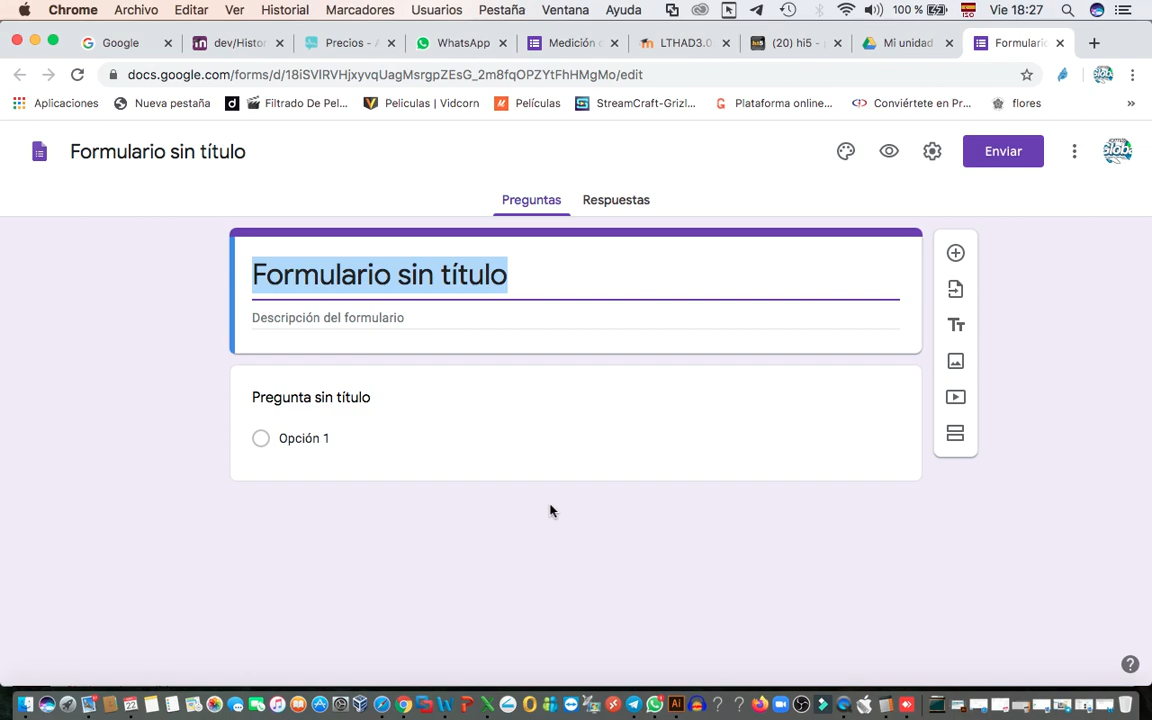 Chrome Archivo Editar Ver Historial Marcadores Usuarios Pestaña Ventana Ayuda 100 % ISO Vie 18:27
Google dev/Histo Precios - WhatsApp Medición LTHAD3.0 (20) hi5 - Mi unidad Formulario
docs.google.com/forms/d/18iSVlRVHjxyvqUagMsrgpZEsG_2m8fqOPZYtFhHMgMo/edit
Aplicaciones Nueva pestaña Filtrado De Pel... Peliculas | Vidcorn Películas StreamCraft-Grizl... Plataforma online... Conviértete en Pr... flores »
Formulario sin título Enviar
Preguntas Respuestas
Formulario sin título
Descripción del formulario
Pregunta sin título
Opción 1